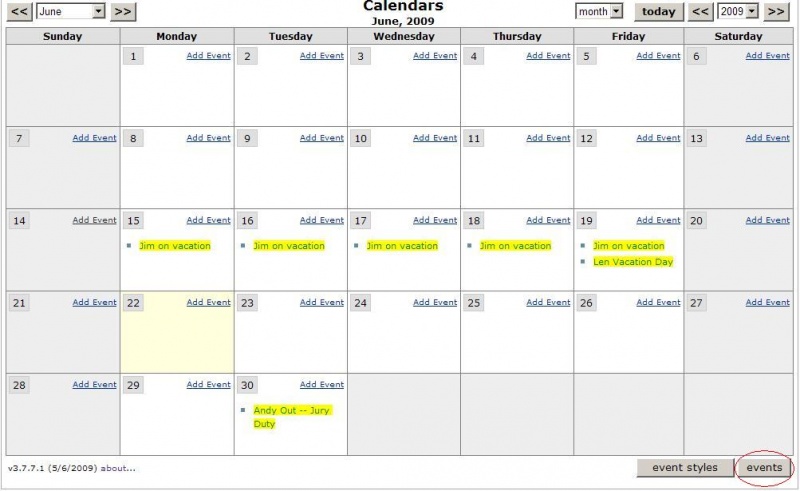 << June >> Calendars month today << 2009 >>
June, 2009
Sunday Monday Tuesday Wednesday Thursday Friday Saturday
1 Add Event 2 Add Event 3 Add Event 4 Add Event 5 Add Event 6 Add Event
7 Add Event 8 Add Event 9 Add Event 10 Add Event 11 Add Event 12 Add Event 13 Add Event
14 Add Event 15 Add Event 16 Add Event 17 Add Event 18 Add Event 19 Add Event 20 Add Event
Jim on vacation Jim on vacation Jim on vacation Jim on vacation Jim on vacation
Len Vacation Day
21 Add Event 22 Add Event 23 Add Event 24 Add Event 25 Add Event 26 Add Event 27 Add Event
28 Add Event 29 Add Event 30 Add Event
Andy Out -- Jury
Duty
v3.7.7.1 (5/6/2009) about... event styles events